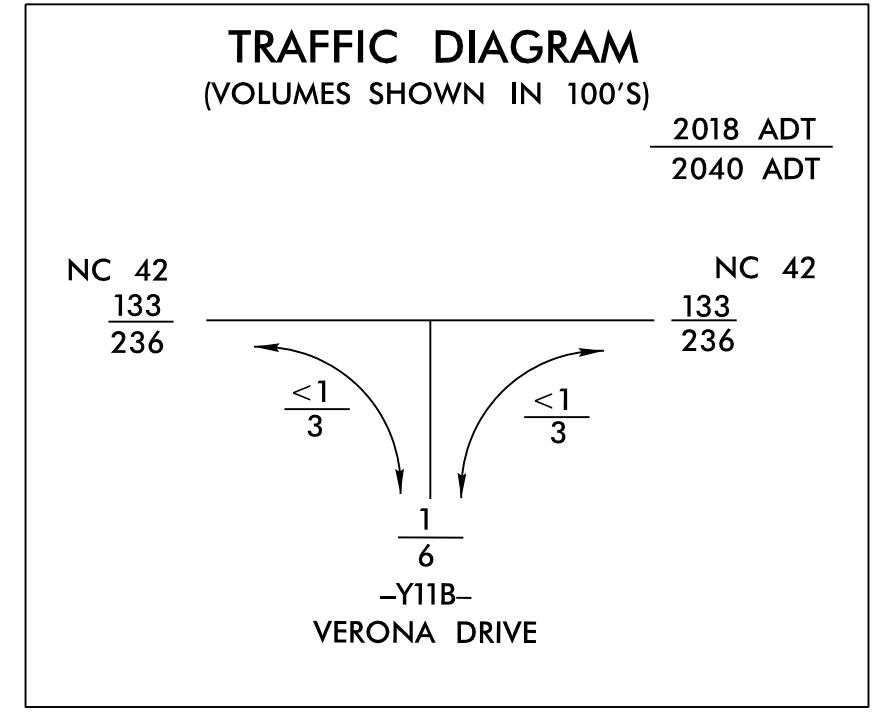 TRAFFIC DIAGRAM
(VOLUMES SHOWN IN 100'S)
2018 ADT
2040 ADT
NC 42
133
236
NC 42
133
236
<1
3
<1
3
1
6
–Y11B–
VERONA DRIVE